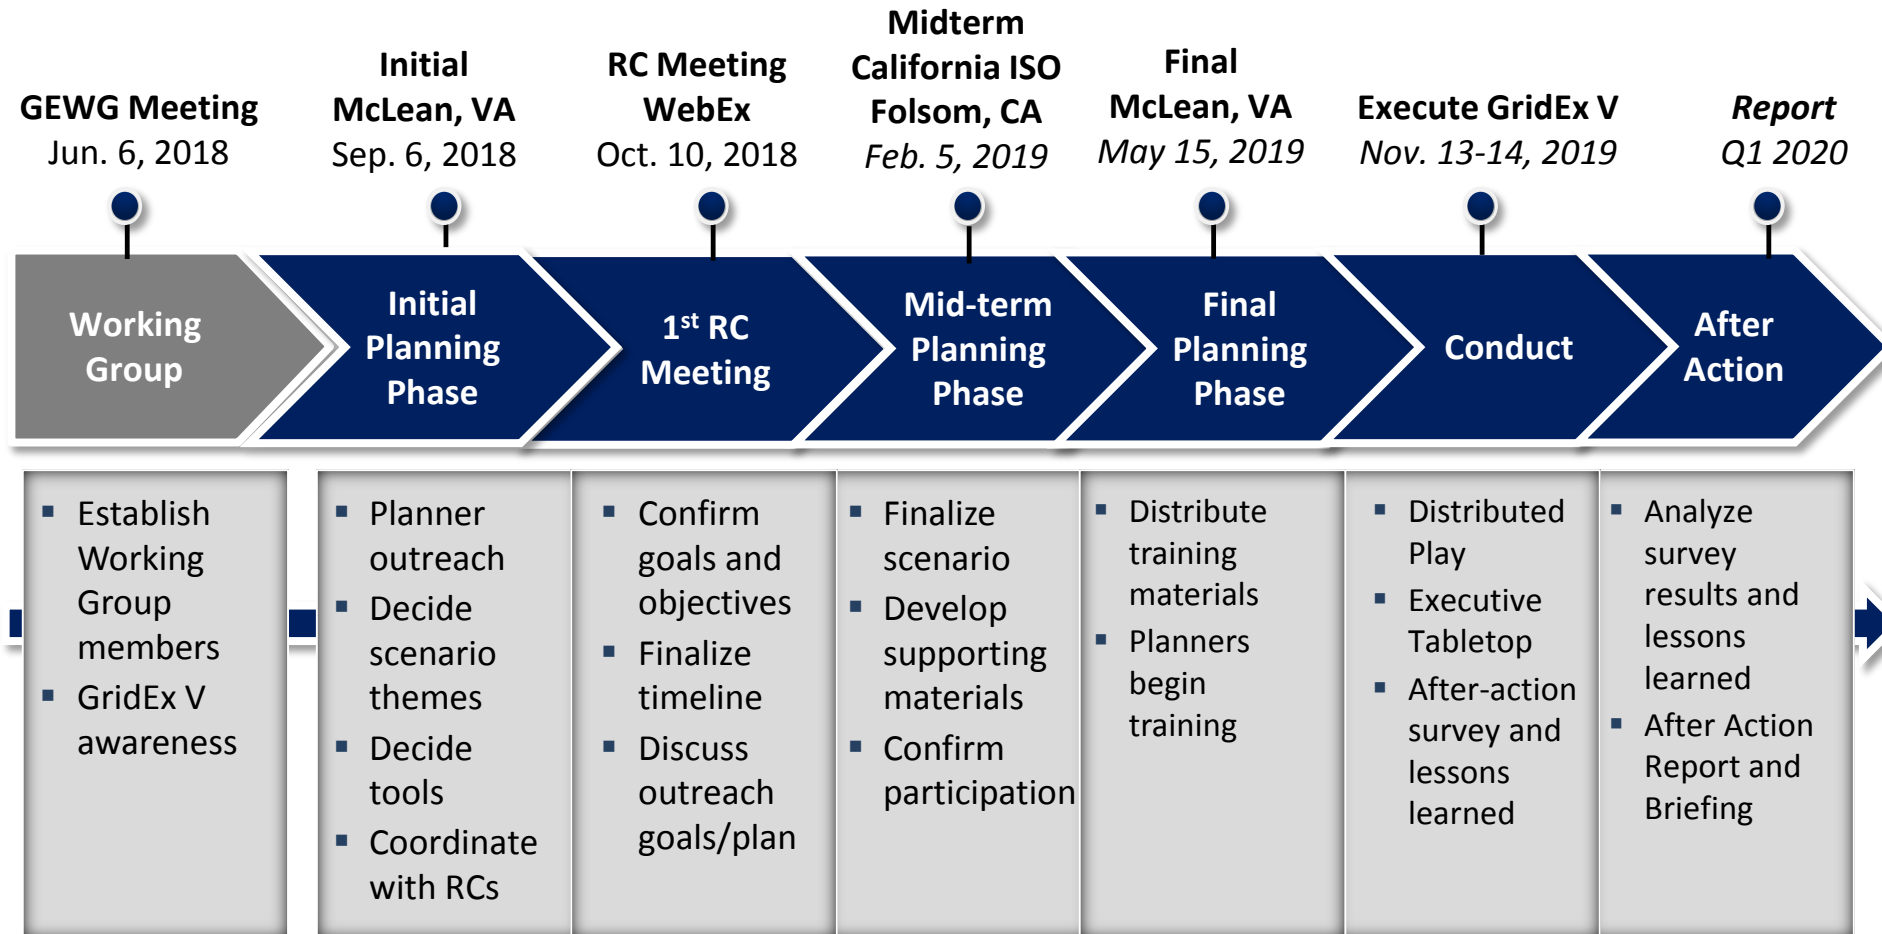 GEWG Meeting
Jun. 6, 2018
Initial
McLean, VA
Sep. 6, 2018
RC Meeting
WebEx
Oct. 10, 2018
Midterm
California ISO
Folsom, CA
Feb. 5, 2019
Final
McLean, VA
May 15, 2019
Execute GridEx V
Nov. 13-14, 2019
Report
Q1 2020
Working
Group
Initial
Planning
Phase
1st RC
Meeting
Mid-term
Planning
Phase
Final
Planning
Phase
Conduct
After
Action
▪ Establish
Working
Group
members
▪ GridEx V
awareness
▪ Planner
outreach
▪ Decide
scenario
themes
▪ Decide
tools
▪ Coordinate
with RCs
▪ Confirm
goals and
objectives
▪ Finalize
timeline
▪ Discuss
outreach
goals/plan
▪ Finalize
scenario
▪ Develop
supporting
materials
▪ Confirm
participation
▪ Distribute
training
materials
▪ Planners
begin
training
▪ Distributed
Play
▪ Executive
Tabletop
▪ After-action
survey and
lessons
learned
▪ Analyze
survey
results and
lessons
learned
▪ After Action
Report and
Briefing